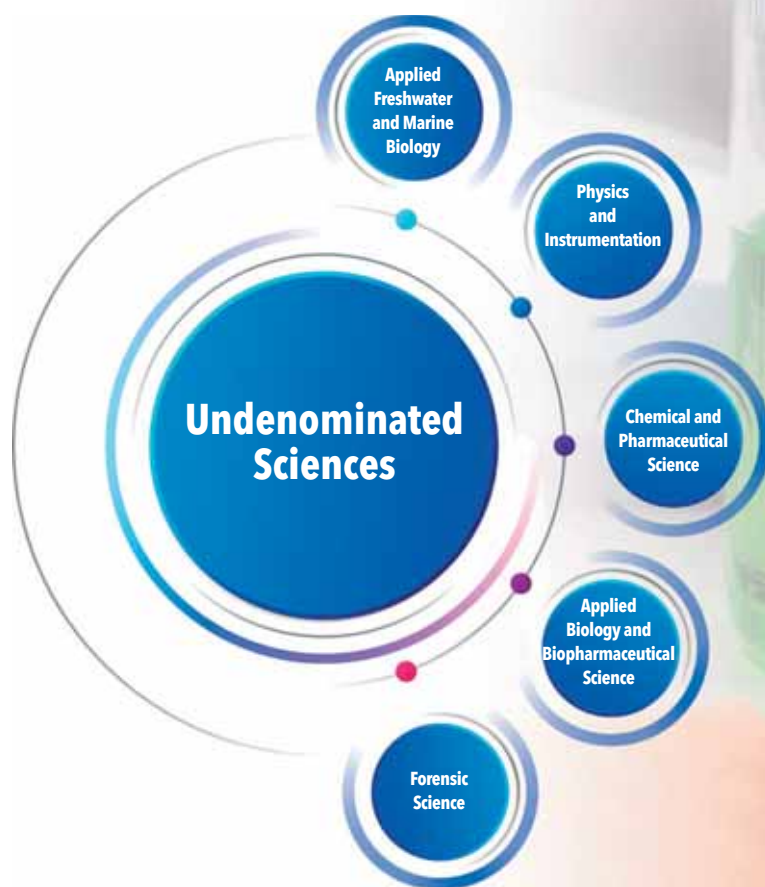 Applied
Freshwater
and Marine
Biology
Physics
and
Instrumentation
Undenominated
Sciences
Chemical and
Pharmaceutical
Science
Applied
Biology and
Biopharmaceutical
Science
Forensic
Science